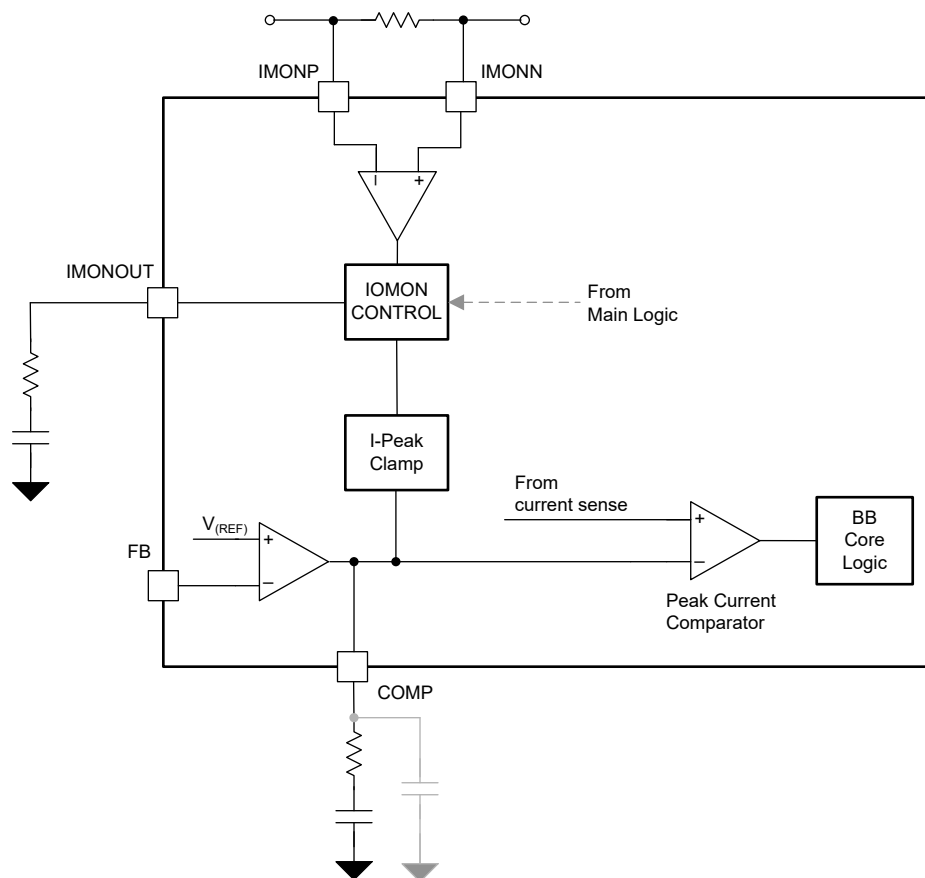 IMONP
IMONN
− +
IMONOUT
IOMON
CONTROL
From
Main Logic
I-Peak
Clamp
From
current sense
V(REF)
+
−
FB
+
−
BB
Core
Logic
Peak Current
Comparator
COMP